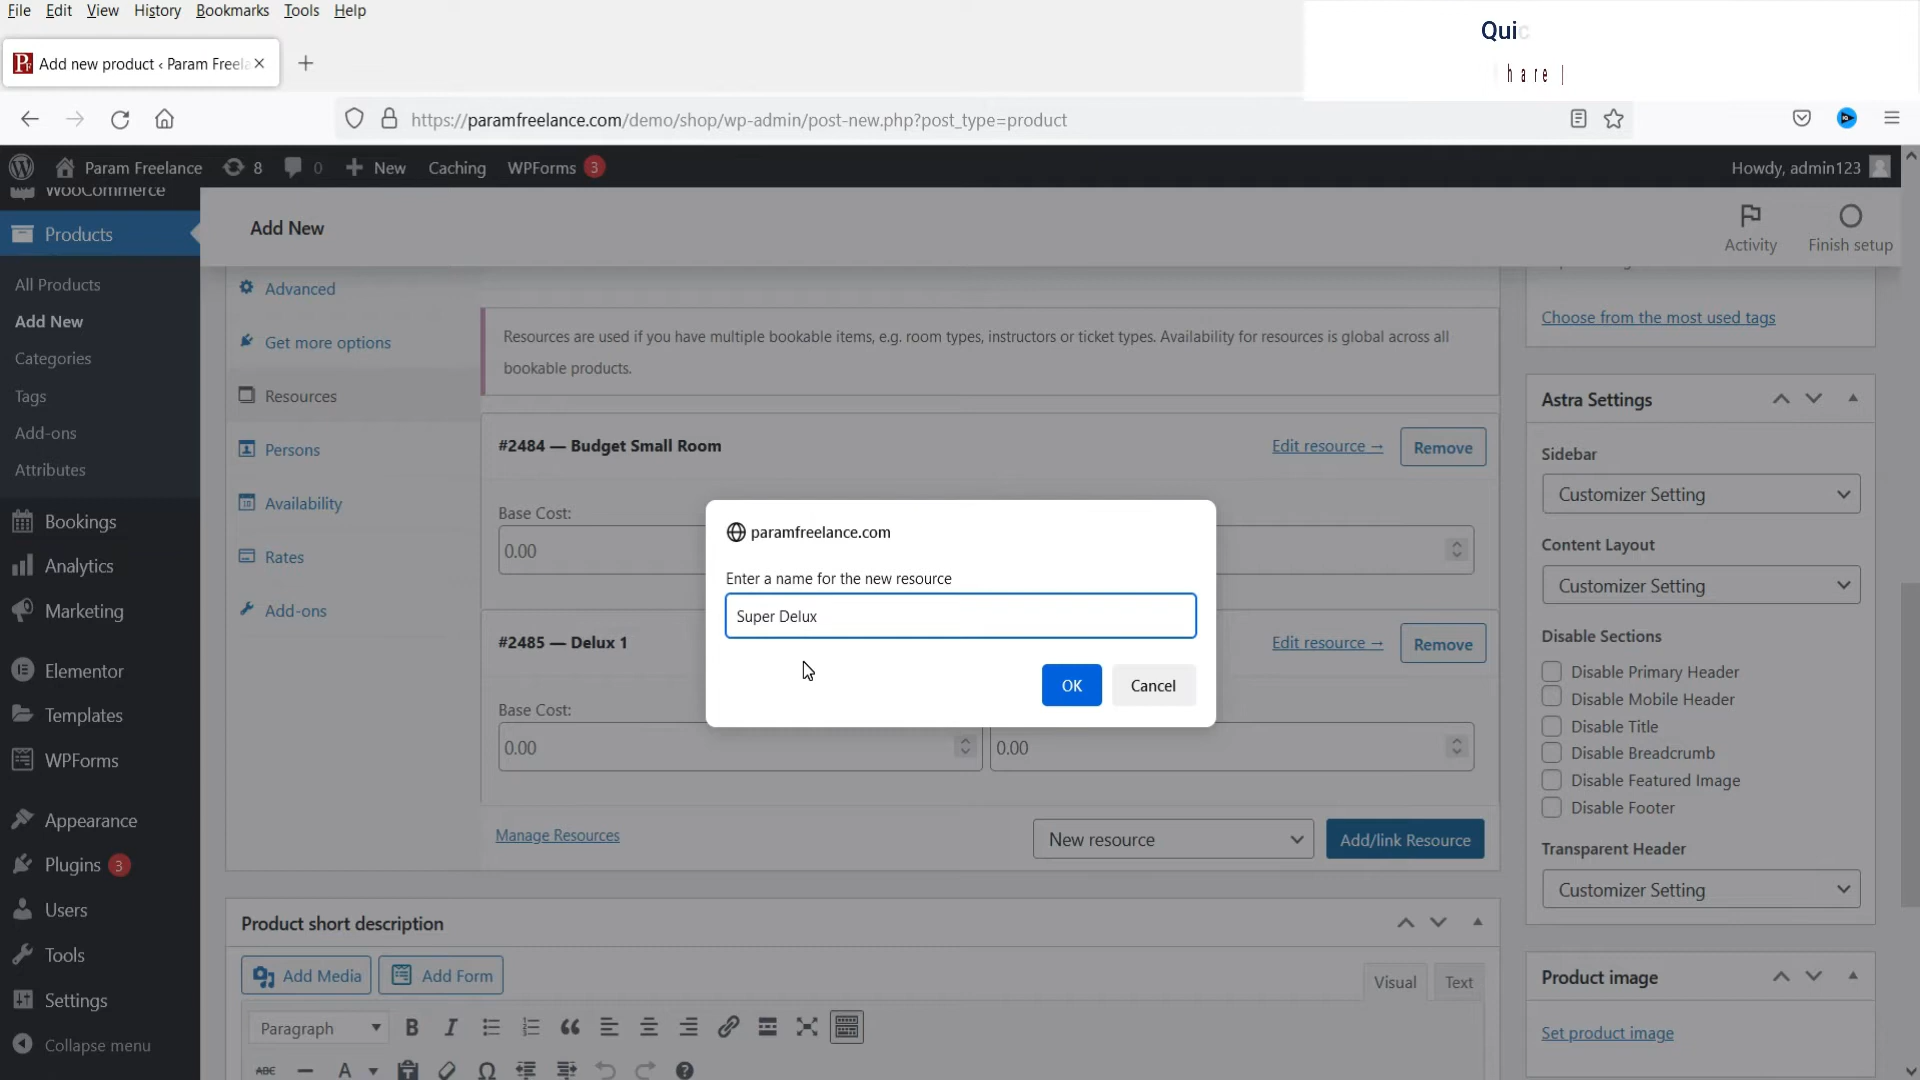 File Edit View History Bookmarks Tools Help
Quic
hare |
Add new product ‹ Param Freela
https://paramfreelance.com/demo/shop/wp-admin/post-new.php?post_type=product
Param Freelance 8 0 New Caching WPForms 3 Howdy, admin123
WooCommerce
Products
All Products
Add New
Categories
Tags
Add-ons
Attributes
Bookings
Analytics
Marketing
Elementor
Templates
WPForms
Appearance
Plugins 3
Users
Tools
Settings
Collapse menu
Add New
Activity
Finish setup
Advanced
Get more options
Resources
Persons
Availability
Rates
Add-ons
Resources are used if you have multiple bookable items, e.g. room types, instructors or ticket types. Availability for resources is global across all
bookable products.
#2484 — Budget Small Room Edit resource → Remove
Base Cost:
0.00
#2485 — Delux 1 Edit resource → Remove
Base Cost:
0.00 0.00
Manage Resources New resource Add/link Resource
paramfreelance.com
Enter a name for the new resource
Super Delux
OK Cancel
Product short description
Add Media Add Form Visual Text
Paragraph B I
ABC A
Choose from the most used tags
Astra Settings
Sidebar
Customizer Setting
Content Layout
Customizer Setting
Disable Sections
Disable Primary Header
Disable Mobile Header
Disable Title
Disable Breadcrumb
Disable Featured Image
Disable Footer
Transparent Header
Customizer Setting
Product image
Set product image